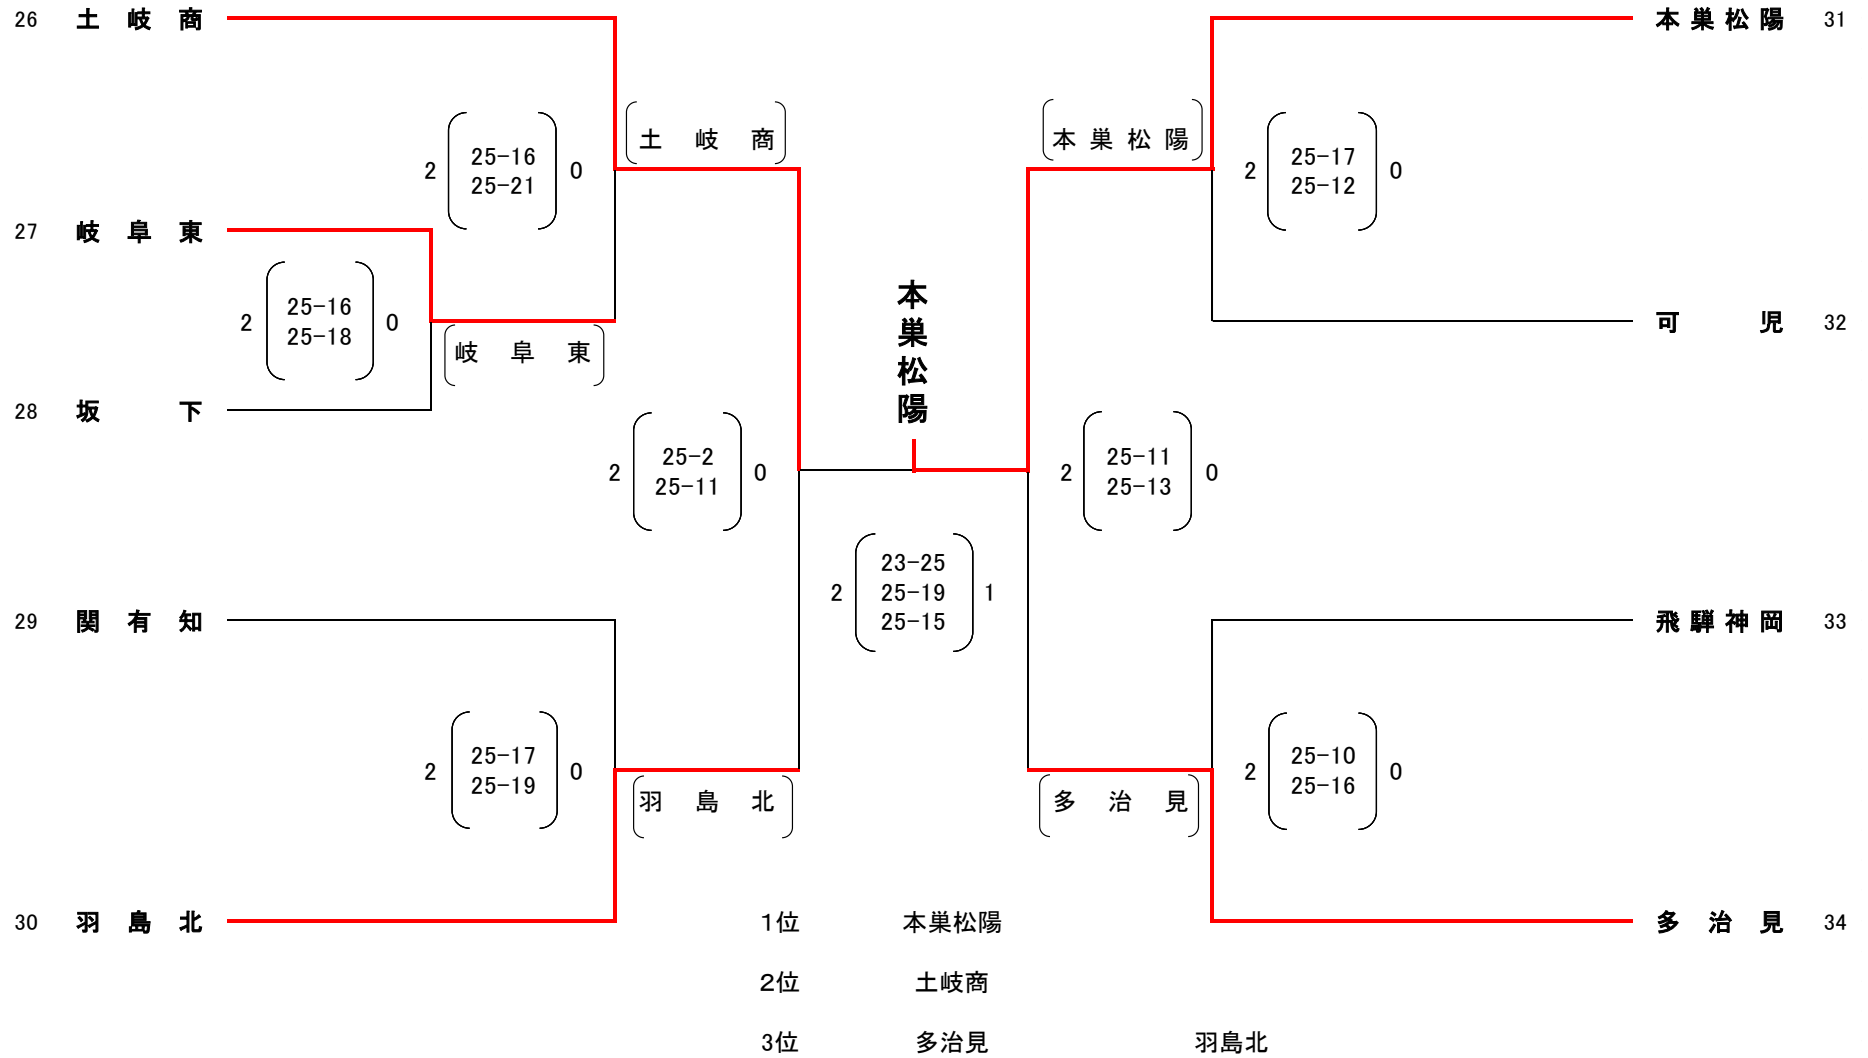 26 土岐商
本巣松陽 31
土岐商
本巣松陽
2 25-16 25-21 0
2 25-17 25-12 0
27 岐阜東
2 25-16 25-18 0
岐阜東
本巣松陽
可児 32
28 坂下
2 25-2 25-11 0
2 25-11 25-13 0
2 23-25 25-19 25-15 1
29 関有知
飛騨神岡 33
2 25-17 25-19 0
2 25-10 25-16 0
羽島北
多治見
30 羽島北
多治見 34
1位 本巣松陽
2位 土岐商
3位 多治見 羽島北